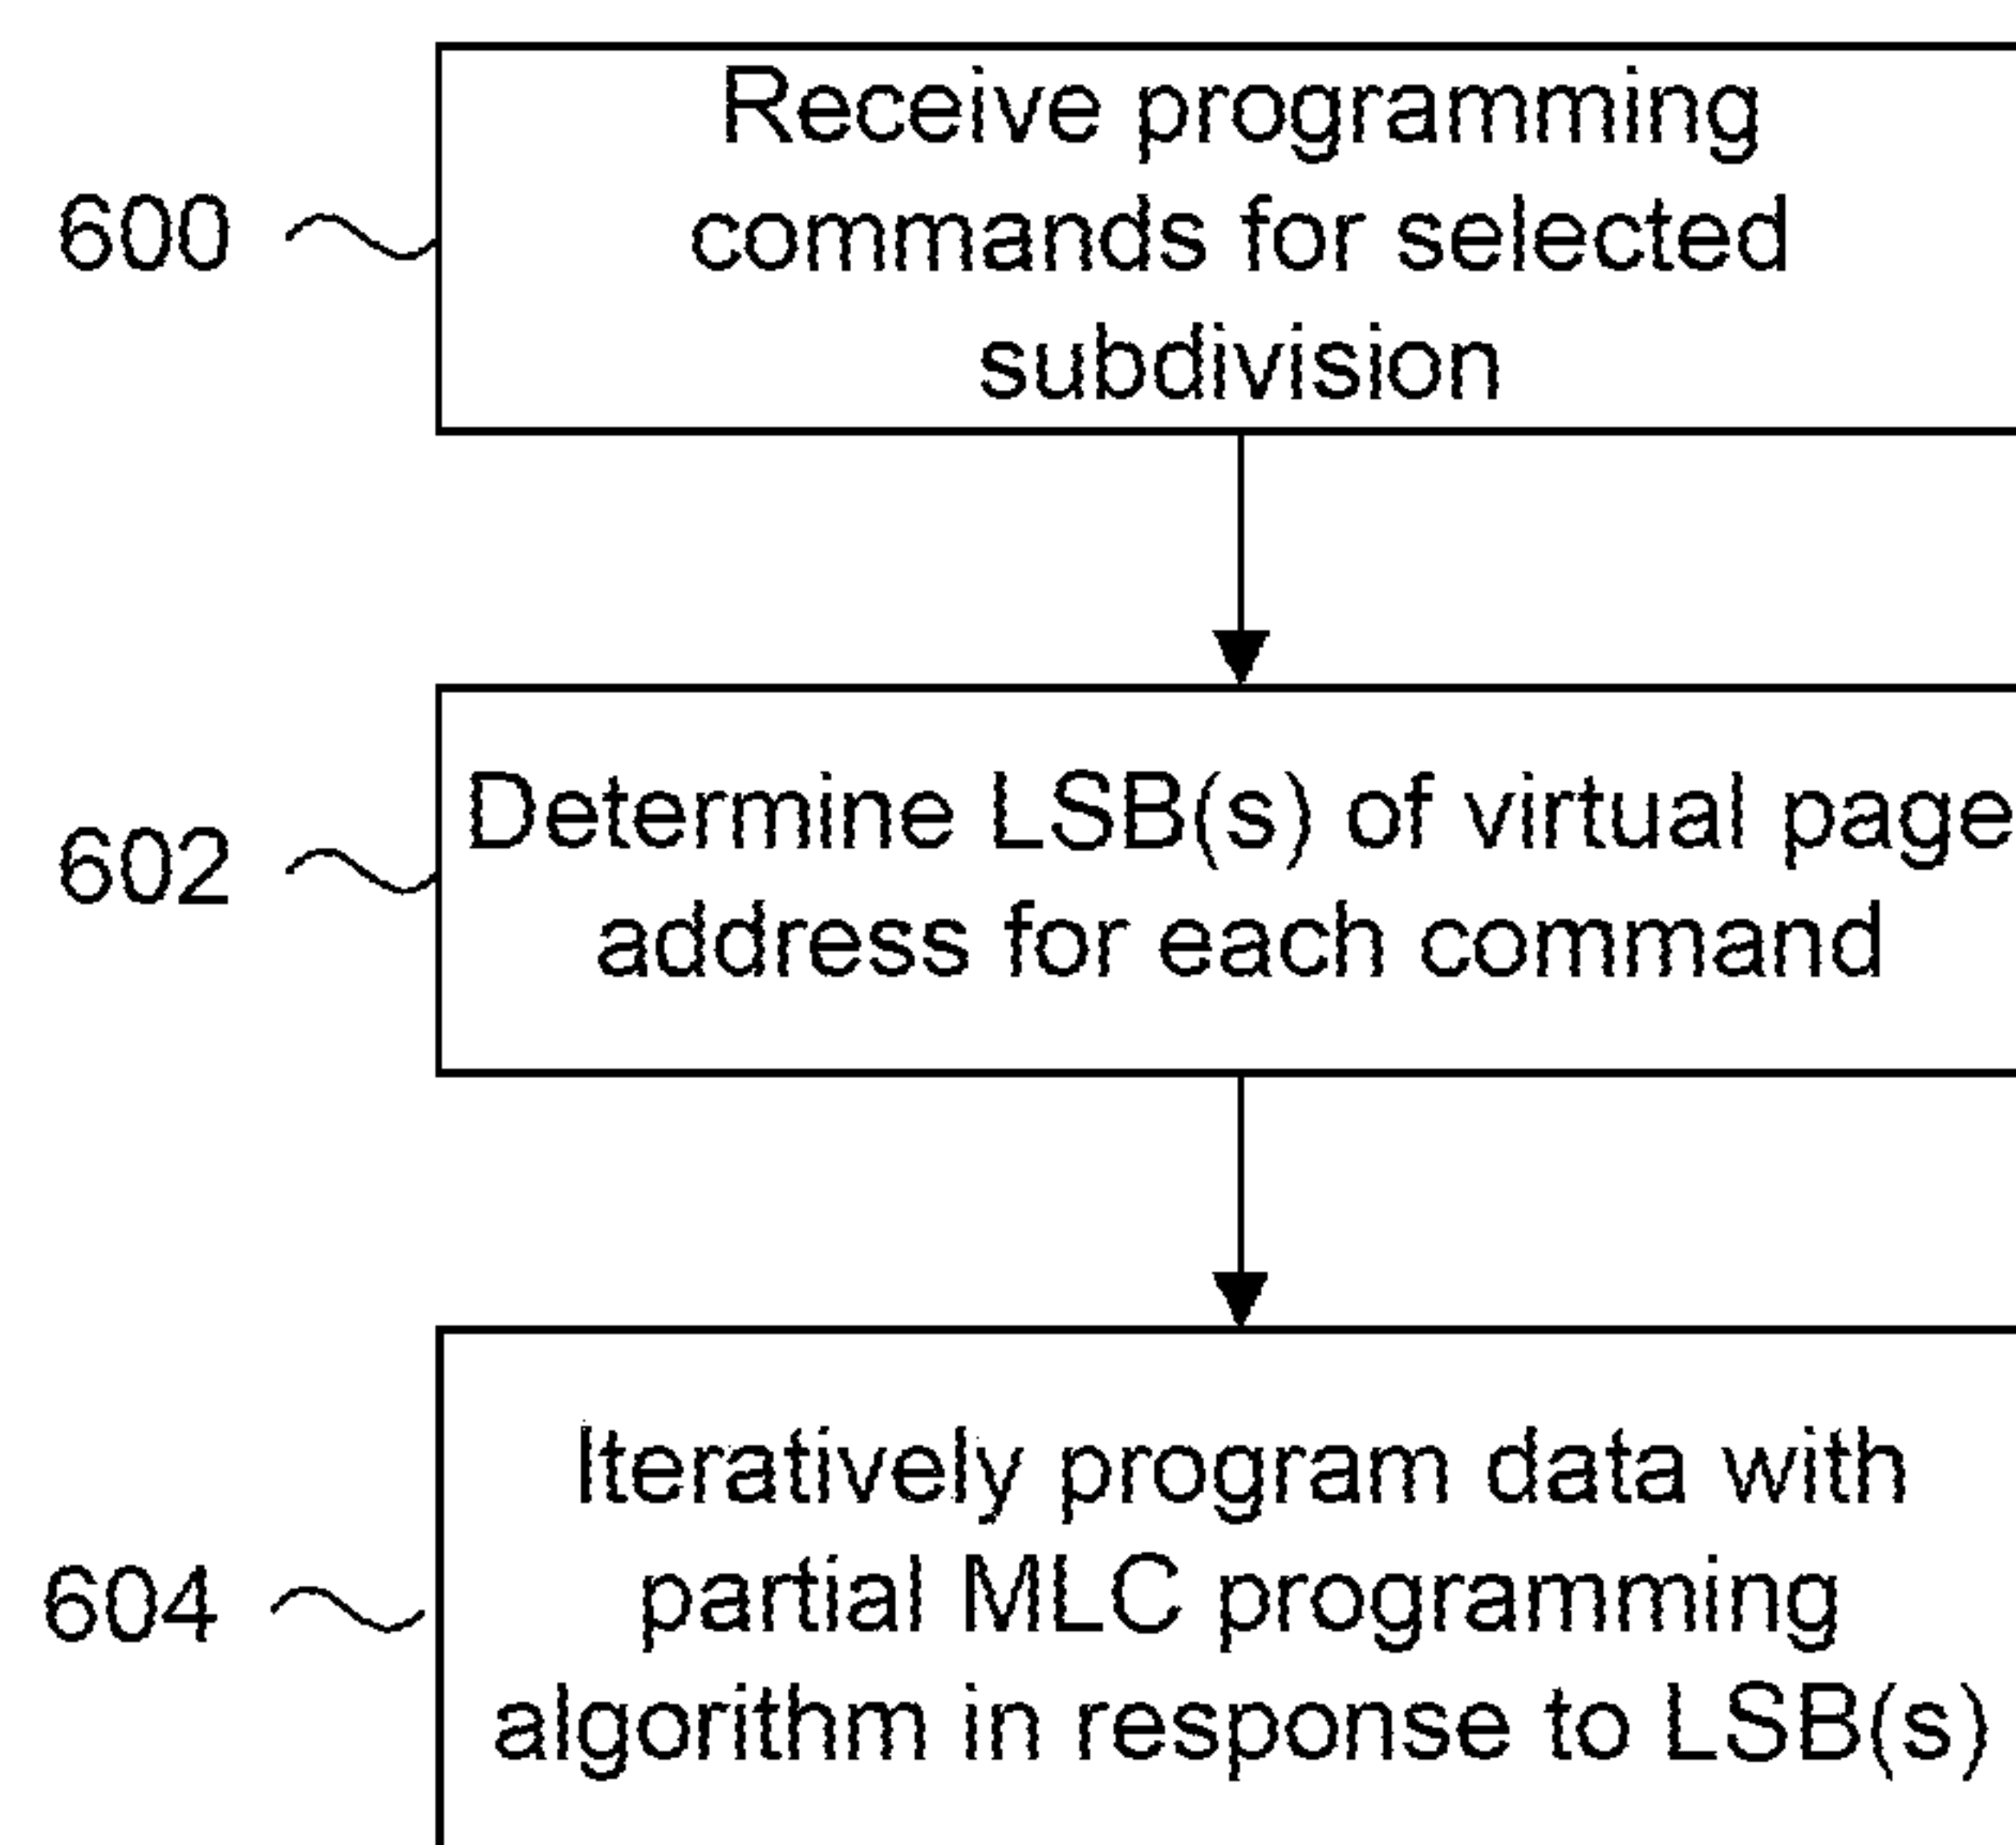 Receive programming
600
commands for selected
subdivision
Determine LSB(s) of virtual page
602
address for each command
Iteratively program data with
604
partial MLC programming
algorithm in response to LSB(s)